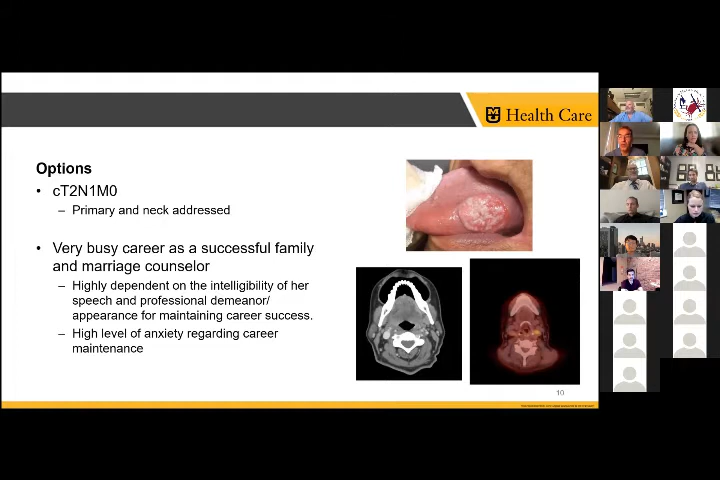 Health Care
Options
• cT2N1M0
– Primary and neck addressed
• Very busy career as a successful family
and marriage counselor
– Highly dependent on the intelligibility of her
speech and professional demeanor/
appearance for maintaining career success.
– High level of anxiety regarding career
maintenance
10